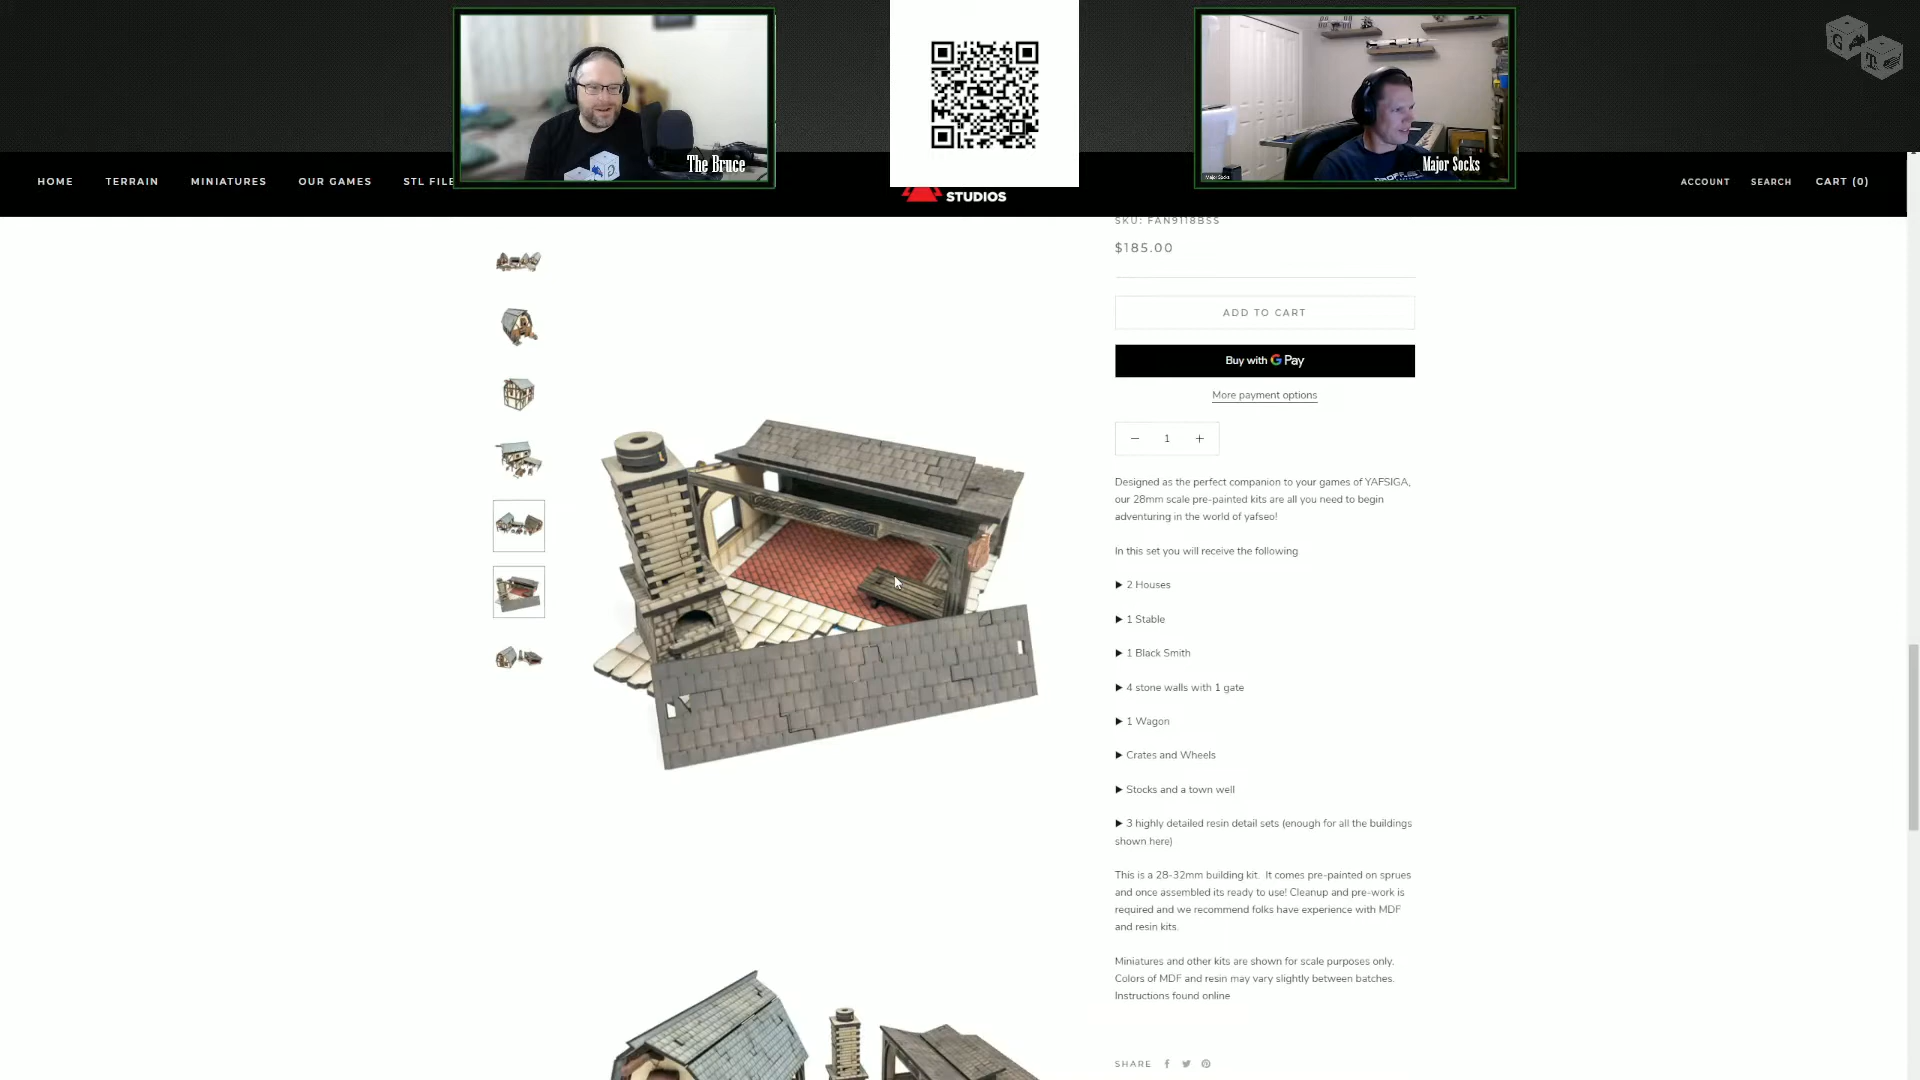 The Bruce
Major Socks
G
T
HOME
TERRAIN
MINIATURES
OUR GAMES
STL FILE
STUDIOS
ACCOUNT
SEARCH
CART (0)
SKU: FAN9118BSS
$185.00
ADD TO CART
Buy with G Pay
More payment options
− 1 +
Designed as the perfect companion to your games of YAFSIGA,
our 28mm scale pre-painted kits are all you need to begin
adventuring in the world of yafseo!
In this set you will receive the following
► 2 Houses
► 1 Stable
► 1 Black Smith
► 4 stone walls with 1 gate
► 1 Wagon
► Crates and Wheels
► Stocks and a town well
► 3 highly detailed resin detail sets (enough for all the buildings
shown here)
This is a 28-32mm building kit. It comes pre-painted on sprues
and once assembled its ready to use! Cleanup and pre-work is
required and we recommend folks have experience with MDF
and resin kits.
Miniatures and other kits are shown for scale purposes only.
Colors of MDF and resin may vary slightly between batches.
Instructions found online
SHARE